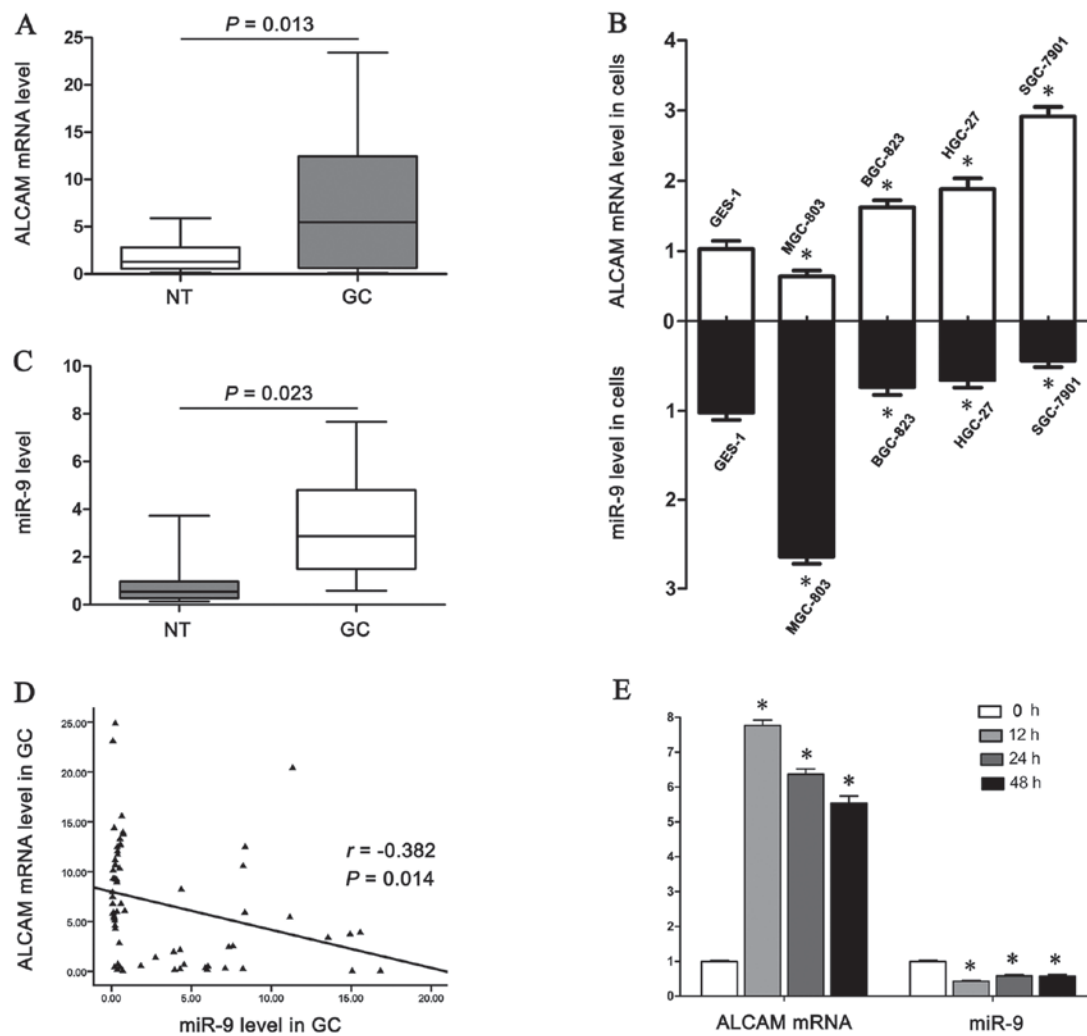 A
P = 0.013
ALCAM mRNA level
25
20
15
10
5
0
NT
GC
B
ALCAM mRNA level in cells
4
3
2
1
0
1
2
3
miR-9 level in cells
GES-1
MGC-803
*
BGC-823
*
HGC-27
*
SGC-7901
*
GES-1
*
MGC-803
*
BGC-823
*
HGC-27
*
SGC-7901
C
P = 0.023
miR-9 level
10
8
6
4
2
0
NT
GC
D
ALCAM mRNA level in GC
25.00
20.00
15.00
10.00
5.00
0.00
r = -0.382
P = 0.014
0.00
5.00
10.00
15.00
20.00
miR-9 level in GC
E
8
7
6
5
4
3
2
1
0
* * *
* * *
0 h
12 h
24 h
48 h
ALCAM mRNA
miR-9